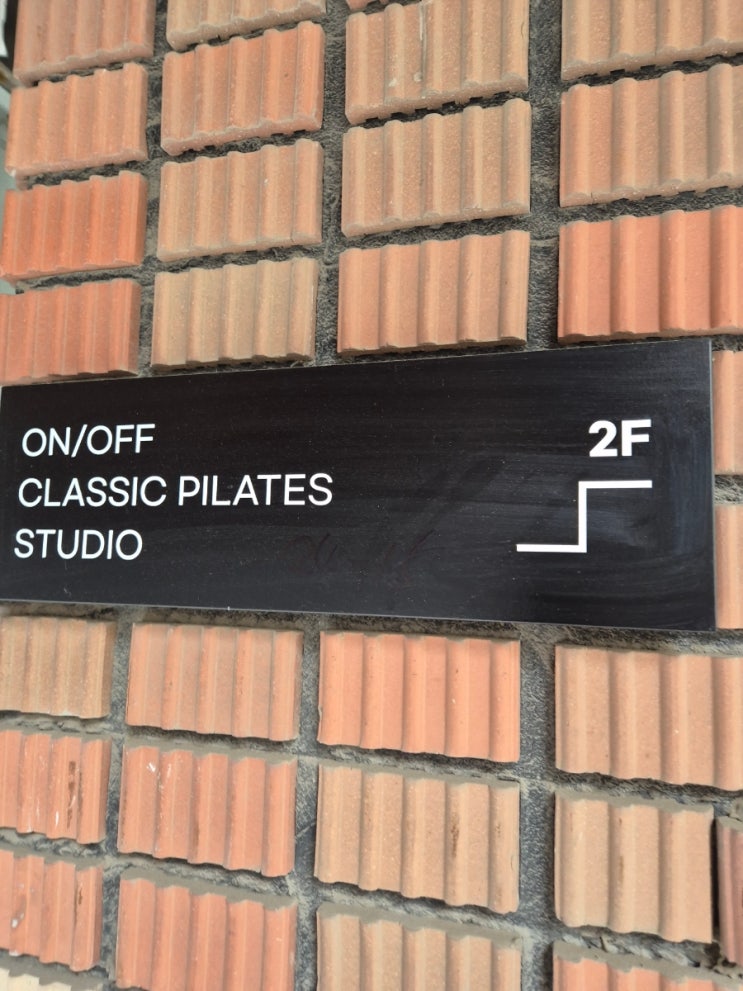 ON/OFF
CLASSIC PILATES
STUDIO
2F